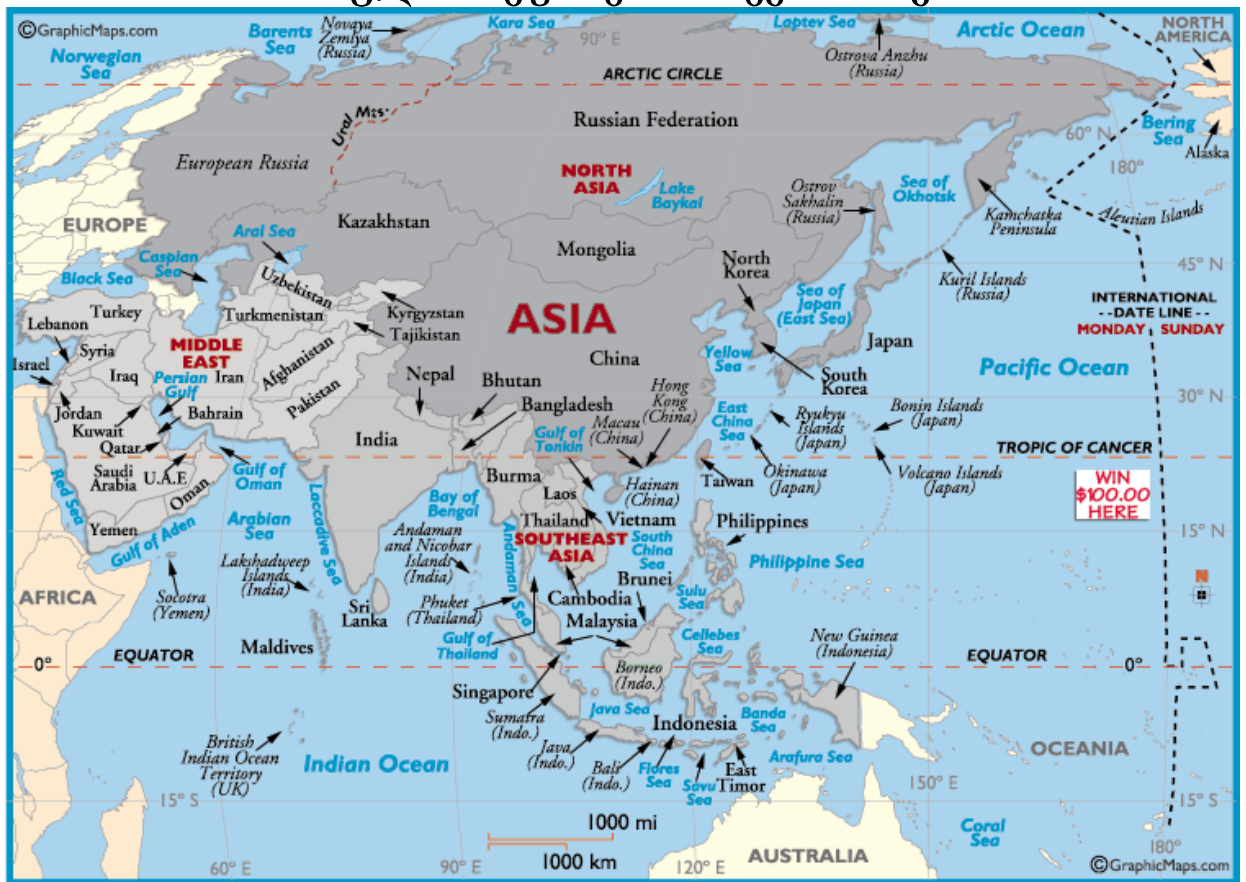 ©GraphicMaps.com
Norwegian
Sea
Barents
Sea
Novaya
Zemlya
(Russia)
Kara Sea
90° E
Laptev Sea
Ostrova Anzhu
(Russia)
Arctic Ocean
NORTH
AMERICA
ARCTIC CIRCLE
Ural Mts.
Russian Federation
60° N
Bering
Sea
180°
Alaska
European Russia
NORTH
ASIA
Lake
Baykal
Ostrov
Sakhalin
(Russia)
Sea of
Okhotsk
Kamchatka
Peninsula
Aleutian Islands
EUROPE
Kazakhstan
Aral Sea
Mongolia
Caspian
Sea
Black Sea
Uzbekistan
North
Korea
45° N
Kuril Islands
(Russia)
Sea of
Japan
(East Sea)
INTERNATIONAL
--DATE LINE--
MONDAY SUNDAY
Turkey
Turkmenistan
Kyrgyzstan
Tajikistan
ASIA
Lebanon
Syria
MIDDLE
EAST
Afghanistan
China
Japan
Yellow
Sea
Pacific Ocean
Israel
Iraq
Persian
Gulf
Iran
Pakistan
Nepal
Bhutan
South
Korea
Hong
Kong
(China)
30° N
Jordan
Kuwait
Bahrain
Bangladesh
Macau
(China)
East
China
Sea
Ryukyu
Islands
(Japan)
Bonin Islands
(Japan)
Qatar
India
Gulf of
Tonkin
TROPIC OF CANCER
Saudi
Arabia
U.A.E
Oman
Gulf of
Oman
Burma
Laos
Hainan
(China)
Taiwan
Okinawa
(Japan)
Volcano Islands
(Japan)
WIN
$100.00
HERE
Red Sea
Yemen
Gulf of Aden
Arabian
Sea
Laccadive Sea
Bay of
Bengal
Andaman
and Nicobar
Islands
(India)
Andaman Sea
Thailand
Vietnam
SOUTHEAST
ASIA
South
China
Sea
Philippines
15° N
Philippine Sea
AFRICA
Socotra
(Yemen)
Lakshadweep
Islands
(India)
Sri
Lanka
Phuket
(Thailand)
Cambodia
Brunei
Sulu
Sea
N
Maldives
Gulf of
Thailand
Malaysia
Cellebes
Sea
New Guinea
(Indonesia)
0°
EQUATOR
Borneo
(Indo.)
EQUATOR
0°
Singapore
Sumatra
(Indo.)
Java Sea
Indonesia
Banda
Sea
British
Indian Ocean
Territory
(UK)
Indian Ocean
Java
(Indo.)
Bali
(Indo.)
Flores
Sea
Savu
Sea
East
Timor
Arafura Sea
OCEANIA
150° E
15° S
15° S
1000 mi
1000 km
Coral
Sea
60° E
90° E
120° E
AUSTRALIA
180°
©GraphicMaps.com